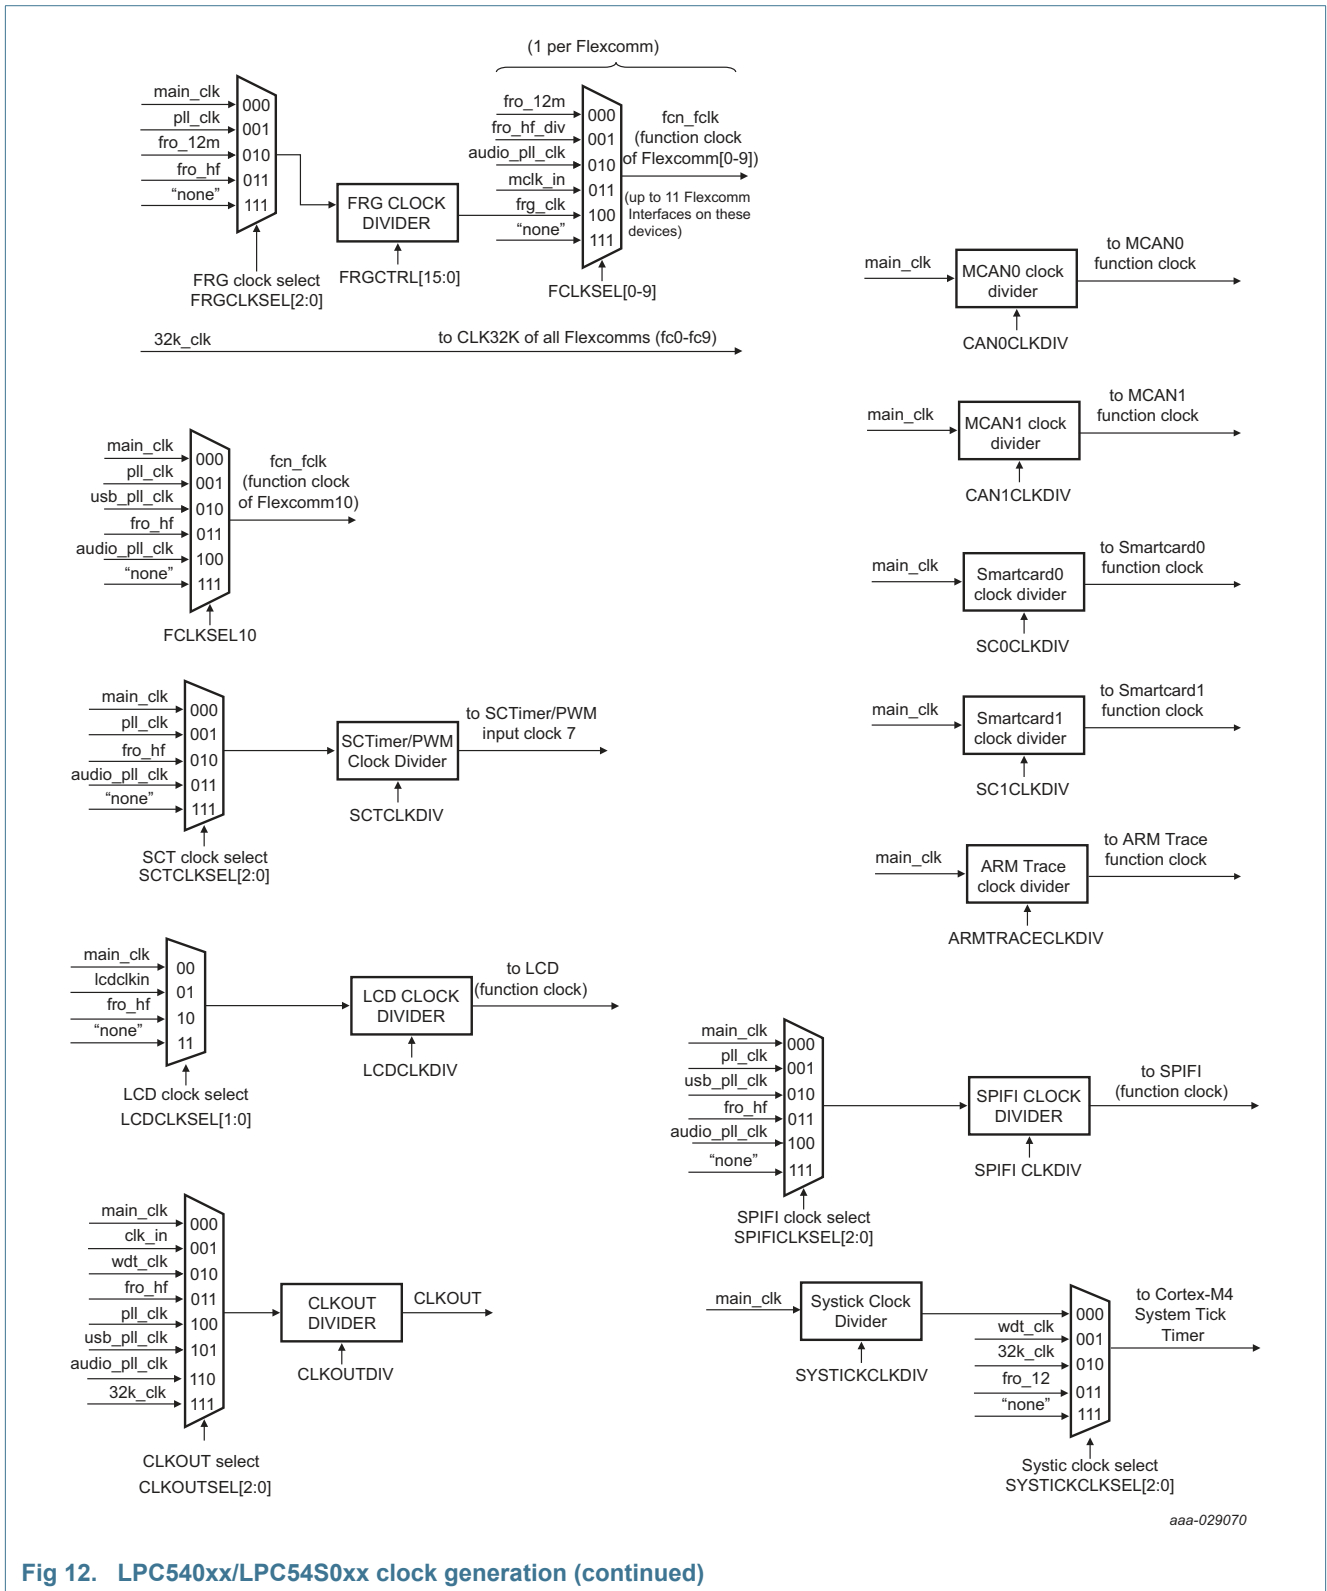 (1 per Flexcomm)
main_clk
000
pll_clk
001
fro_12m
010
fro_hf
011
“none”
111
FRG clock select
FRGCLKSEL[2:0]
FRG CLOCK
DIVIDER
FRGCTRL[15:0]
fro_12m
000
fro_hf_div
001
audio_pll_clk
010
mclk_in
011
frg_clk
100
“none”
111
FCLKSEL[0-9]
fcn_fclk
(function clock
of Flexcomm[0-9])
(up to 11 Flexcomm
Interfaces on these
devices)
32k_clk
to CLK32K of all Flexcomms (fc0-fc9)
main_clk
MCAN0 clock
divider
CAN0CLKDIV
to MCAN0
function clock
main_clk
MCAN1 clock
divider
CAN1CLKDIV
to MCAN1
function clock
main_clk
000
pll_clk
001
usb_pll_clk
010
fro_hf
011
audio_pll_clk
100
“none”
111
FCLKSEL10
fcn_fclk
(function clock
of Flexcomm10)
main_clk
Smartcard0
clock divider
SC0CLKDIV
to Smartcard0
function clock
main_clk
000
pll_clk
001
fro_hf
010
audio_pll_clk
011
“none”
111
SCT clock select
SCTCLKSEL[2:0]
SCTimer/PWM
Clock Divider
SCTCLKDIV
to SCTimer/PWM
input clock 7
main_clk
Smartcard1
clock divider
SC1CLKDIV
to Smartcard1
function clock
main_clk
ARM Trace
clock divider
ARMTRACECLKDIV
to ARM Trace
function clock
main_clk
00
lcdclkin
01
fro_hf
10
“none”
11
LCD clock select
LCDCLKSEL[1:0]
LCD CLOCK
DIVIDER
LCDCLKDIV
to LCD
(function clock)
main_clk
000
pll_clk
001
usb_pll_clk
010
fro_hf
011
audio_pll_clk
100
“none”
111
SPIFI clock select
SPIFICLKSEL[2:0]
SPIFI CLOCK
DIVIDER
SPIFI CLKDIV
to SPIFI
(function clock)
main_clk
000
clk_in
001
wdt_clk
010
fro_hf
011
pll_clk
100
usb_pll_clk
101
audio_pll_clk
110
32k_clk
111
CLKOUT select
CLKOUTSEL[2:0]
CLKOUT
DIVIDER
CLKOUTDIV
CLKOUT
main_clk
Systick Clock
Divider
SYSTICKCLKDIV
000
wdt_clk
001
32k_clk
010
fro_12
011
“none”
111
Systic clock select
SYSTICKCLKSEL[2:0]
to Cortex-M4
System Tick
Timer
aaa-029070
Fig 12. LPC540xx/LPC54S0xx clock generation (continued)